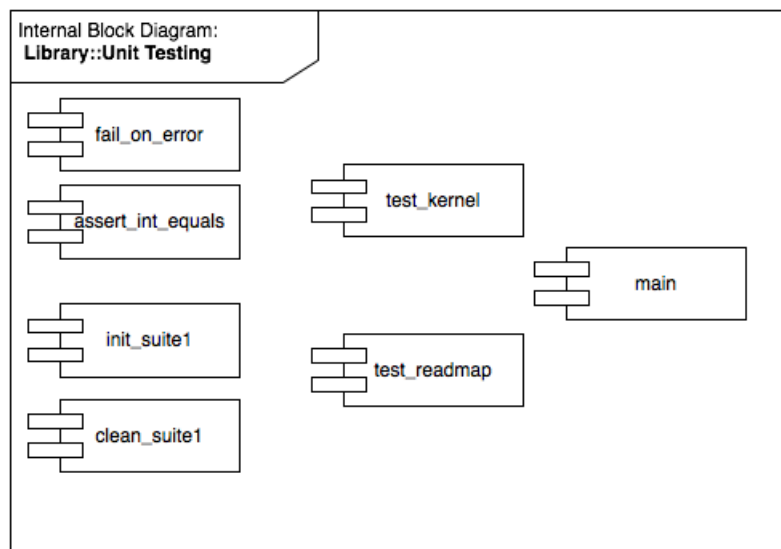 Internal Block Diagram:
Library::Unit Testing
fail_on_error
assert_int_equals
test_kernel
main
init_suite1
test_readmap
clean_suite1